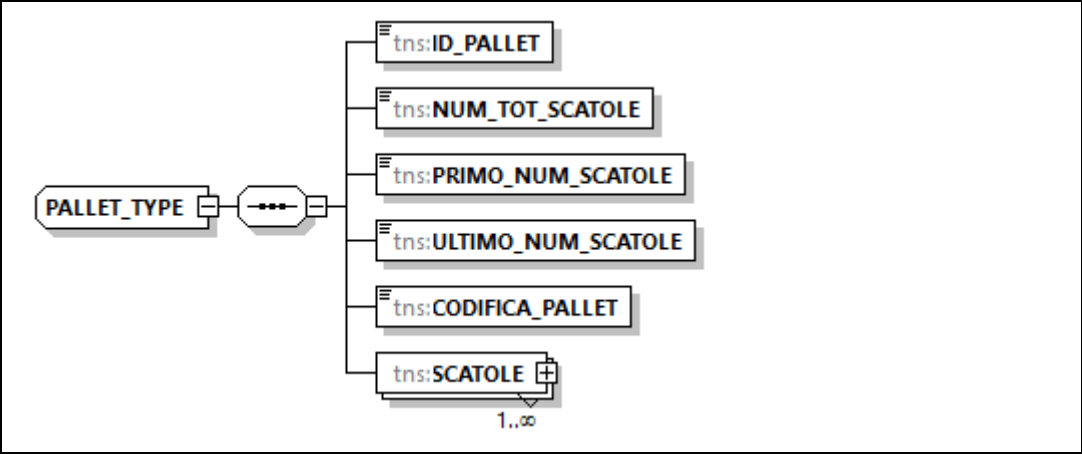 tns:ID_PALLET
tns:NUM_TOT_SCATOLE
tns:PRIMO_NUM_SCATOLE
PALLET_TYPE
tns:ULTIMO_NUM_SCATOLE
tns:CODIFICA_PALLET
tns:SCATOLE
1..∞